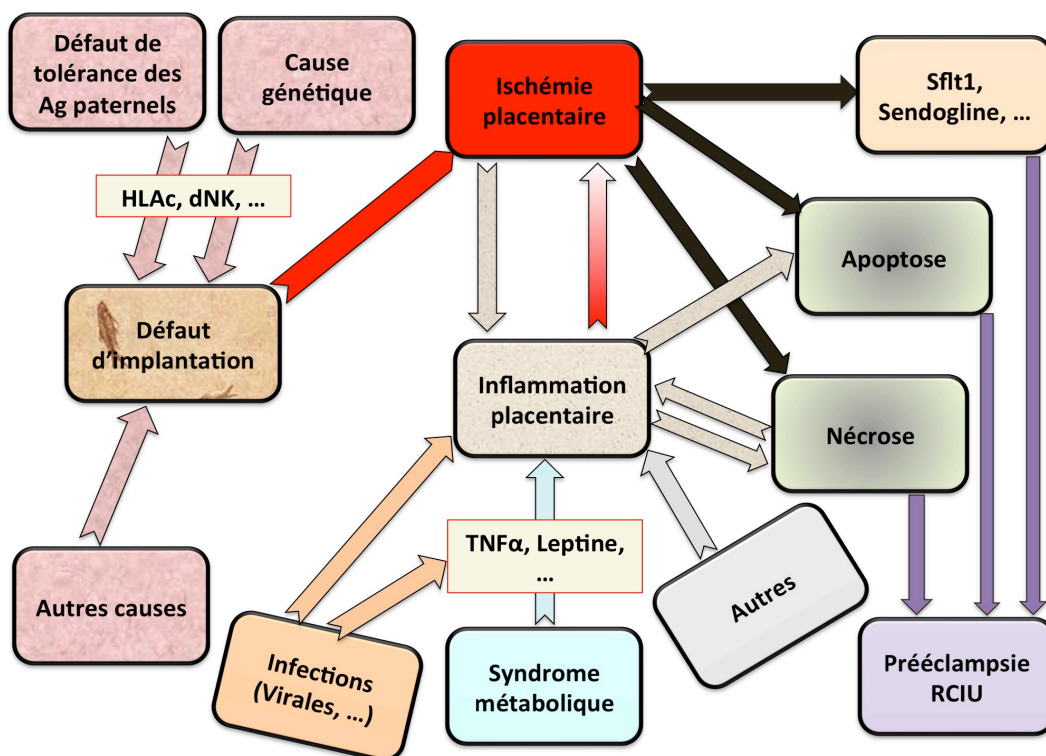 Défaut de
tolérance des
Ag paternels
Cause
génétique
Ischémie
placentaire
Sflt1,
Sendogline, …
HLAc, dNK, …
Apoptose
Défaut
d’implantation
Inflammation
placentaire
Nécrose
TNFα, Leptine,
…
Autres
Autres causes
Infections
(Virales, …)
Syndrome
métabolique
Prééclampsie
RCIU